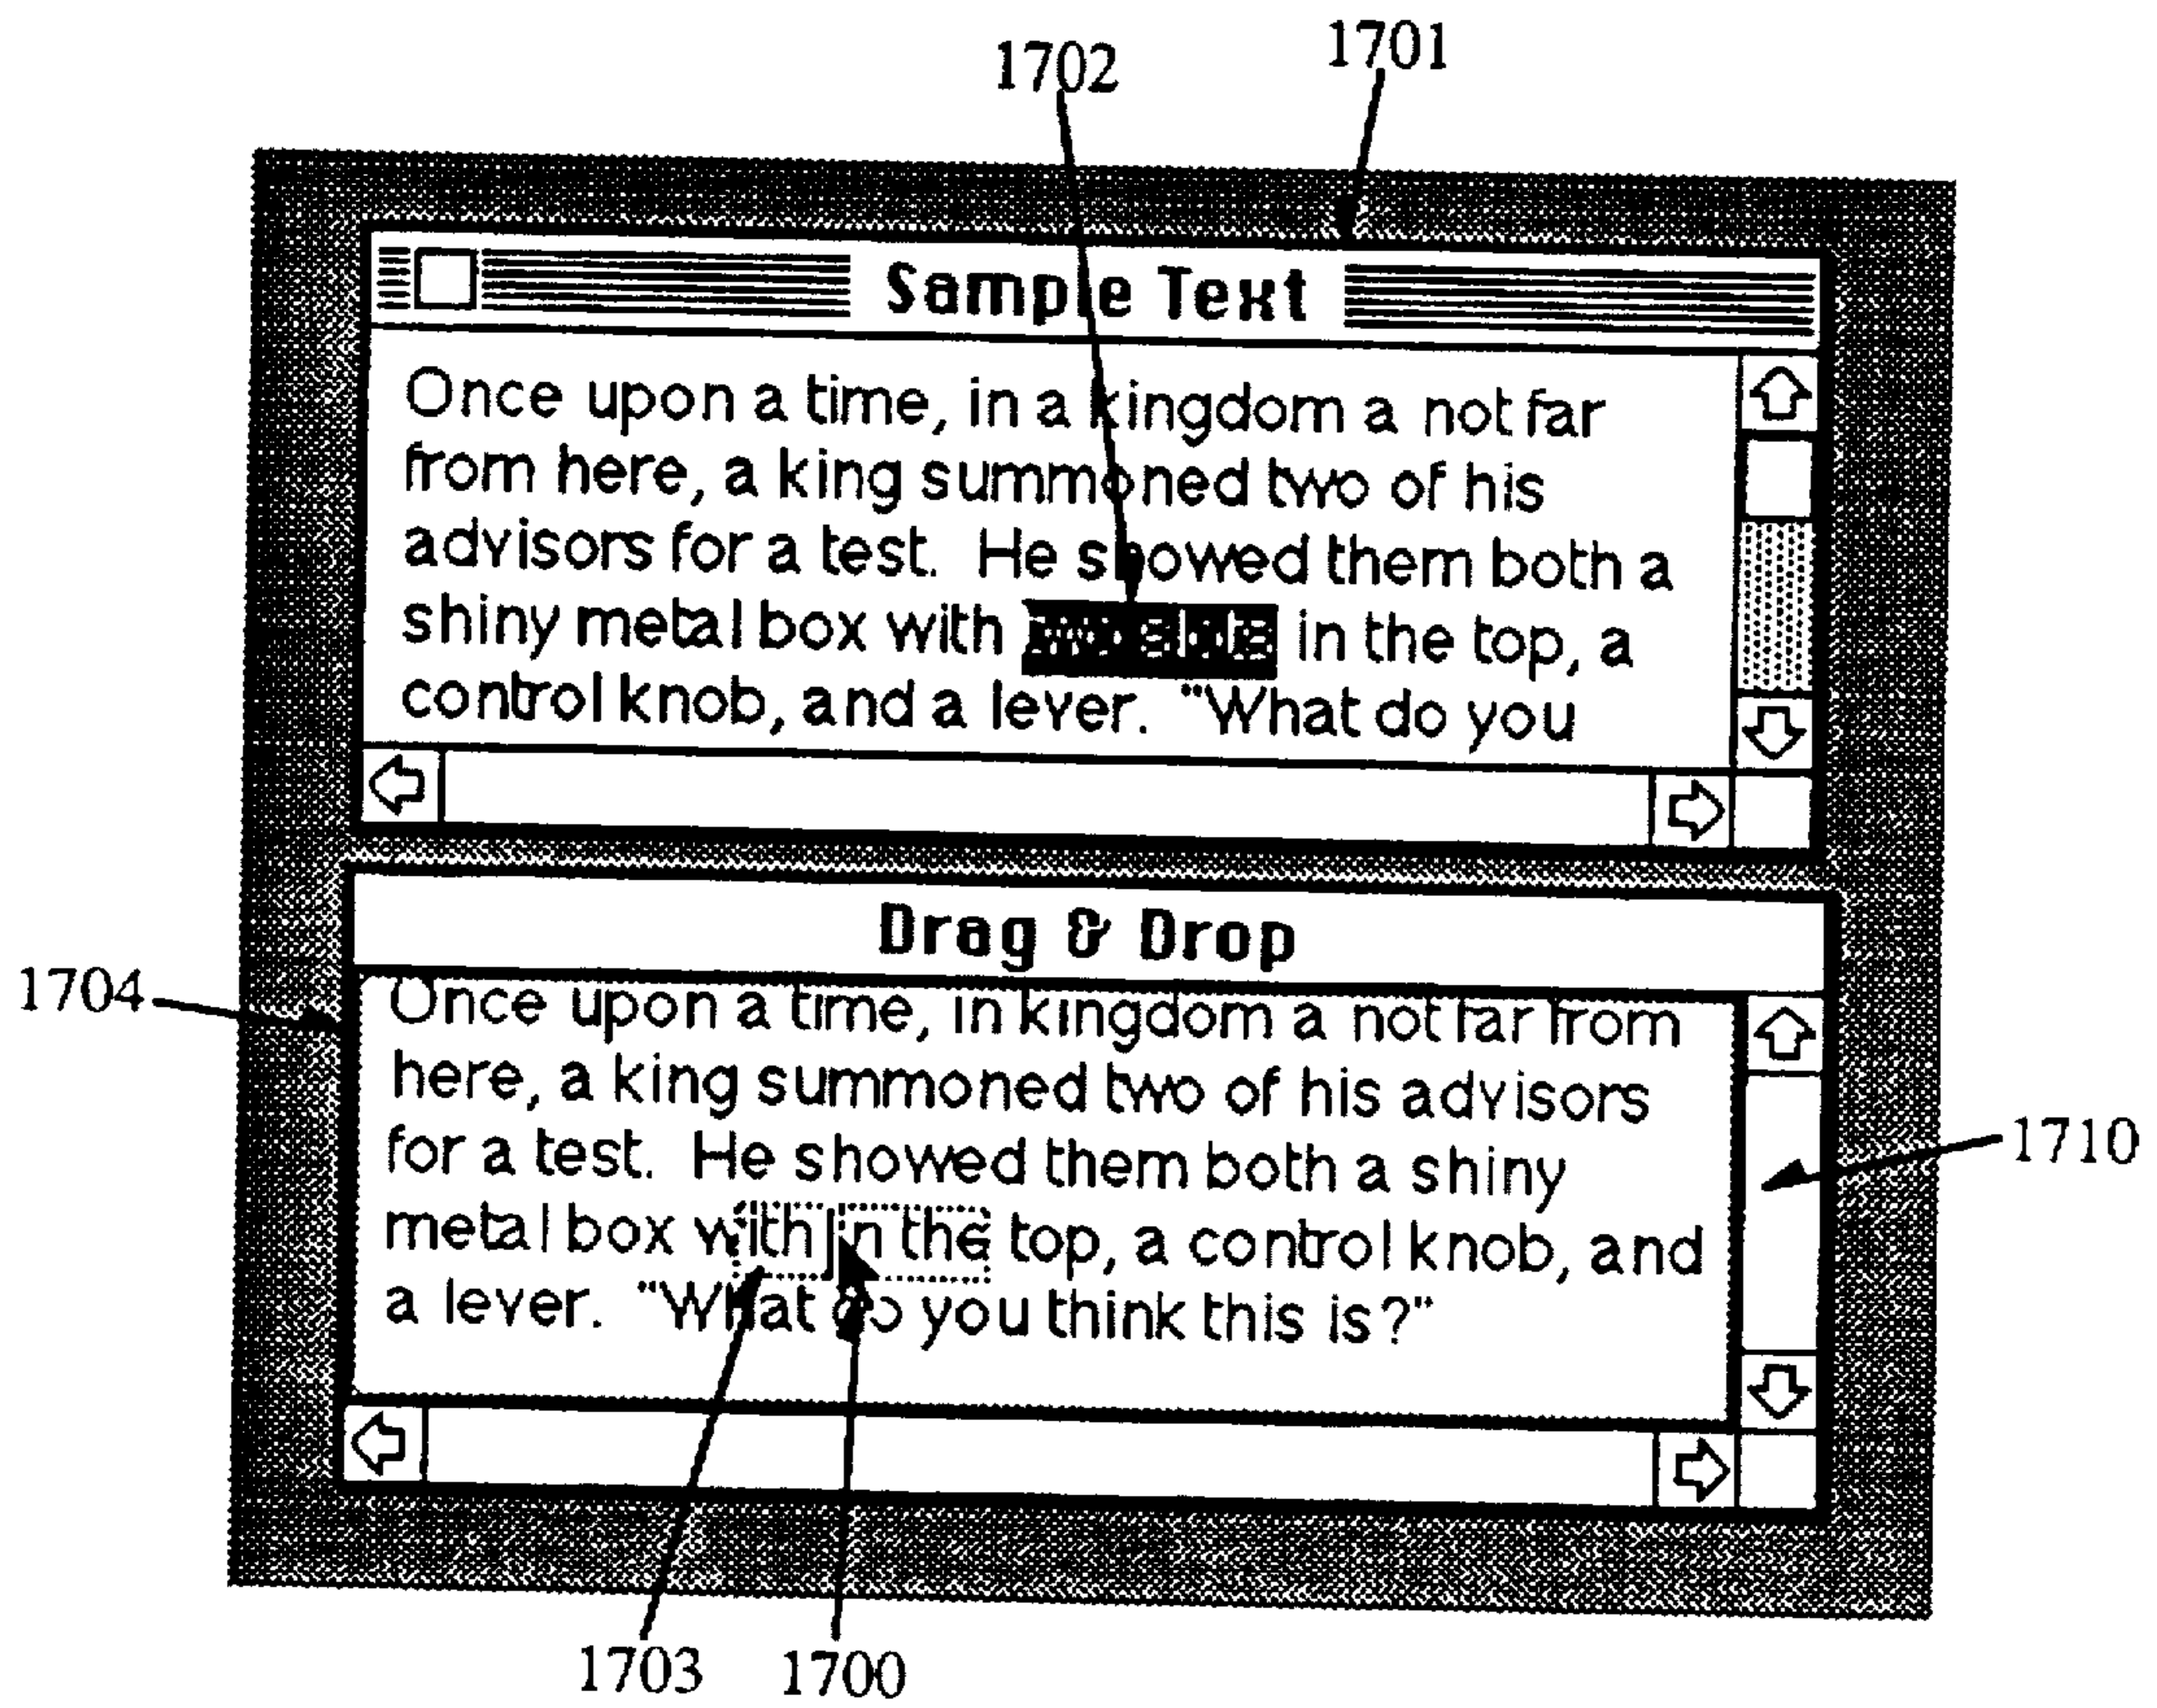 1702 1701
Sample Text
Once upon a time, in a kingdom a not far
from here, a king summoned two of his
advisors for a test. He showed them both a
shiny metal box with in the top, a
control knob, and a lever. "What do you
Drag & Drop
1704
Once upon a time, in kingdom a not far from
here, a king summoned two of his advisors
for a test. He showed them both a shiny
1710
metal box with in the top, a control knob, and
a lever. "What do you think this is?"
1703 1700